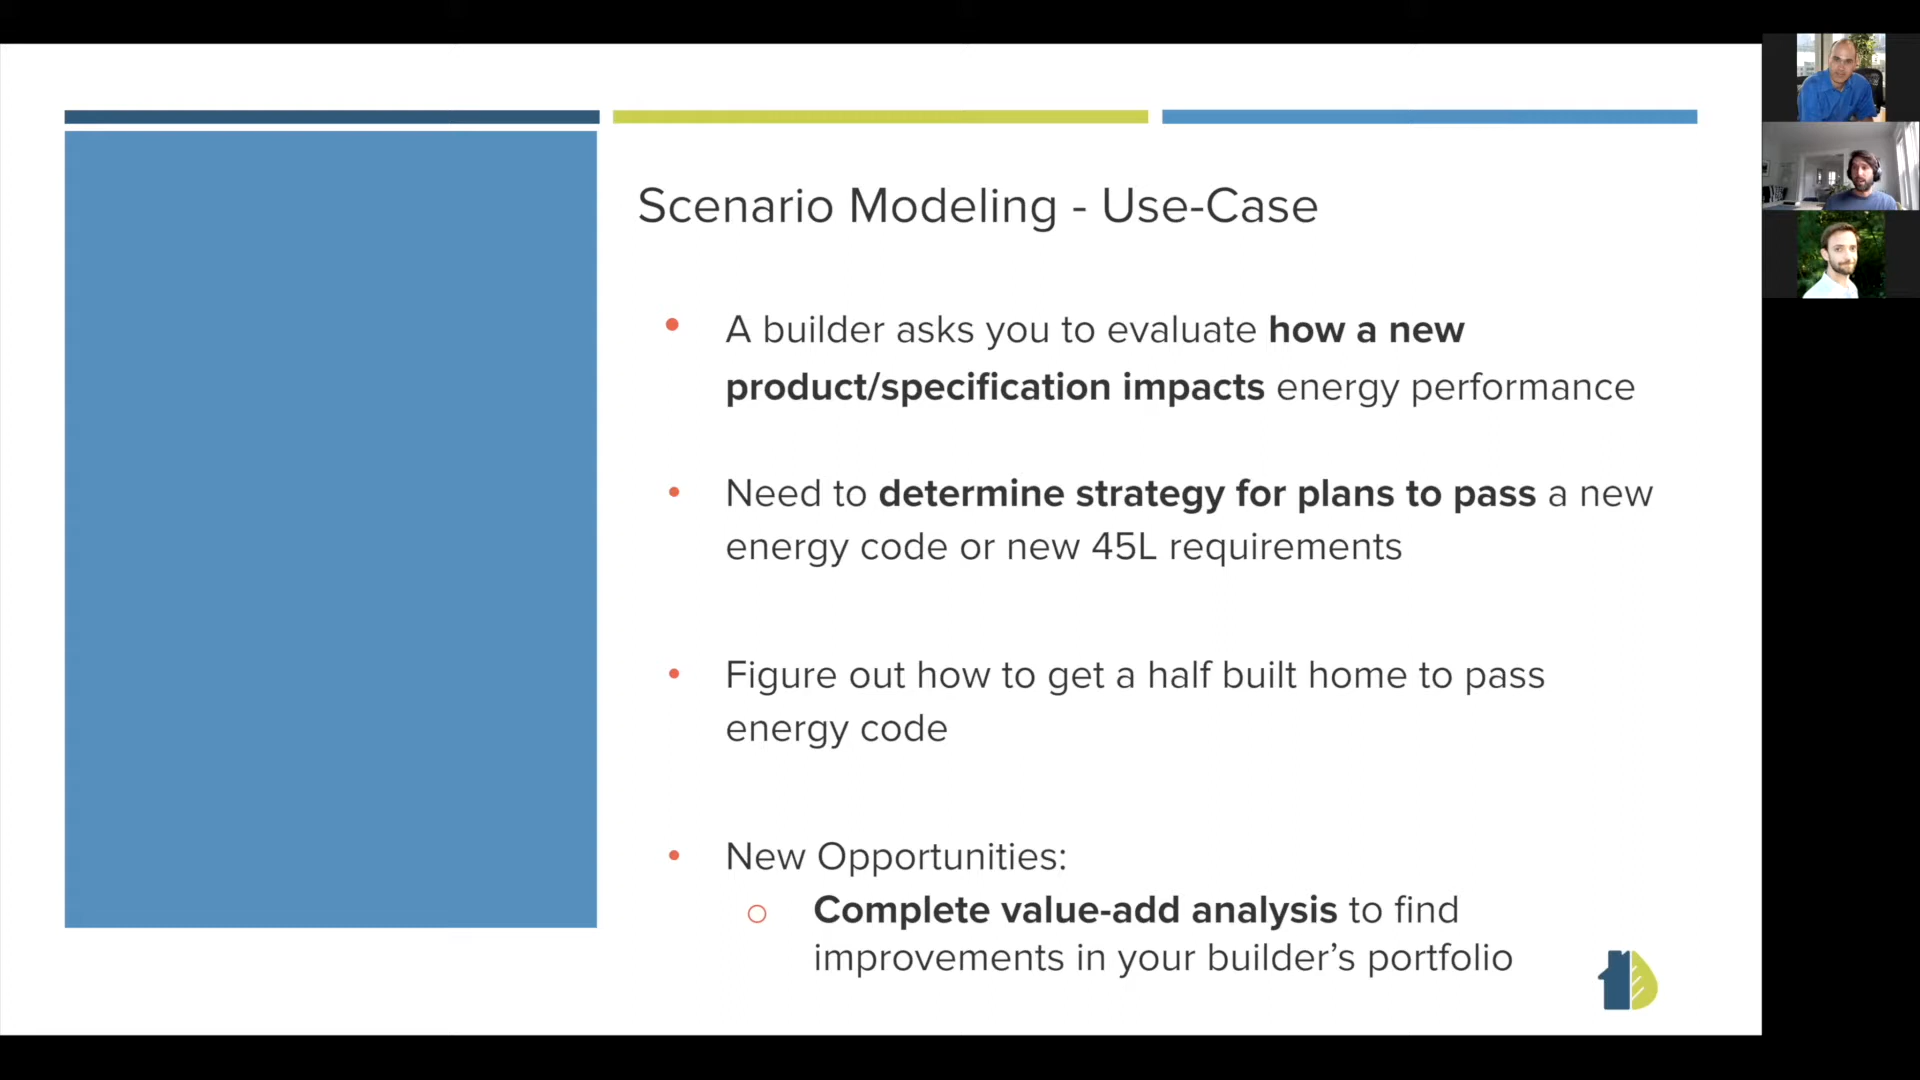 Scenario Modeling - Use-Case
• A builder asks you to evaluate how a new
product/specification impacts energy performance
• Need to determine strategy for plans to pass a new
energy code or new 45L requirements
• Figure out how to get a half built home to pass
energy code
• New Opportunities:
○ Complete value-add analysis to find
improvements in your builder’s portfolio